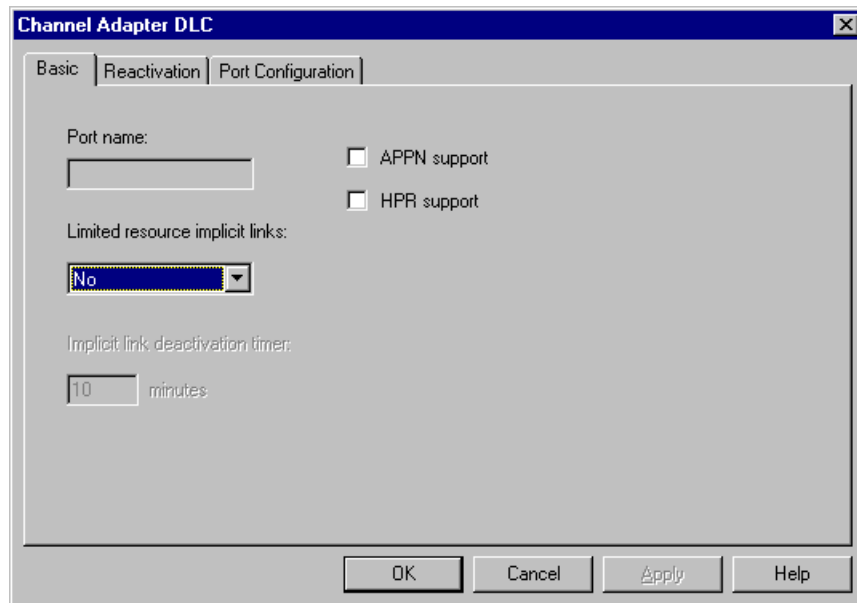 Channel Adapter DLC
Basic
Reactivation
Port Configuration
Port name:
APPN support
HPR support
Limited resource implicit links:
No
Implicit link deactivation timer:
10 minutes
OK
Cancel
Apply
Help